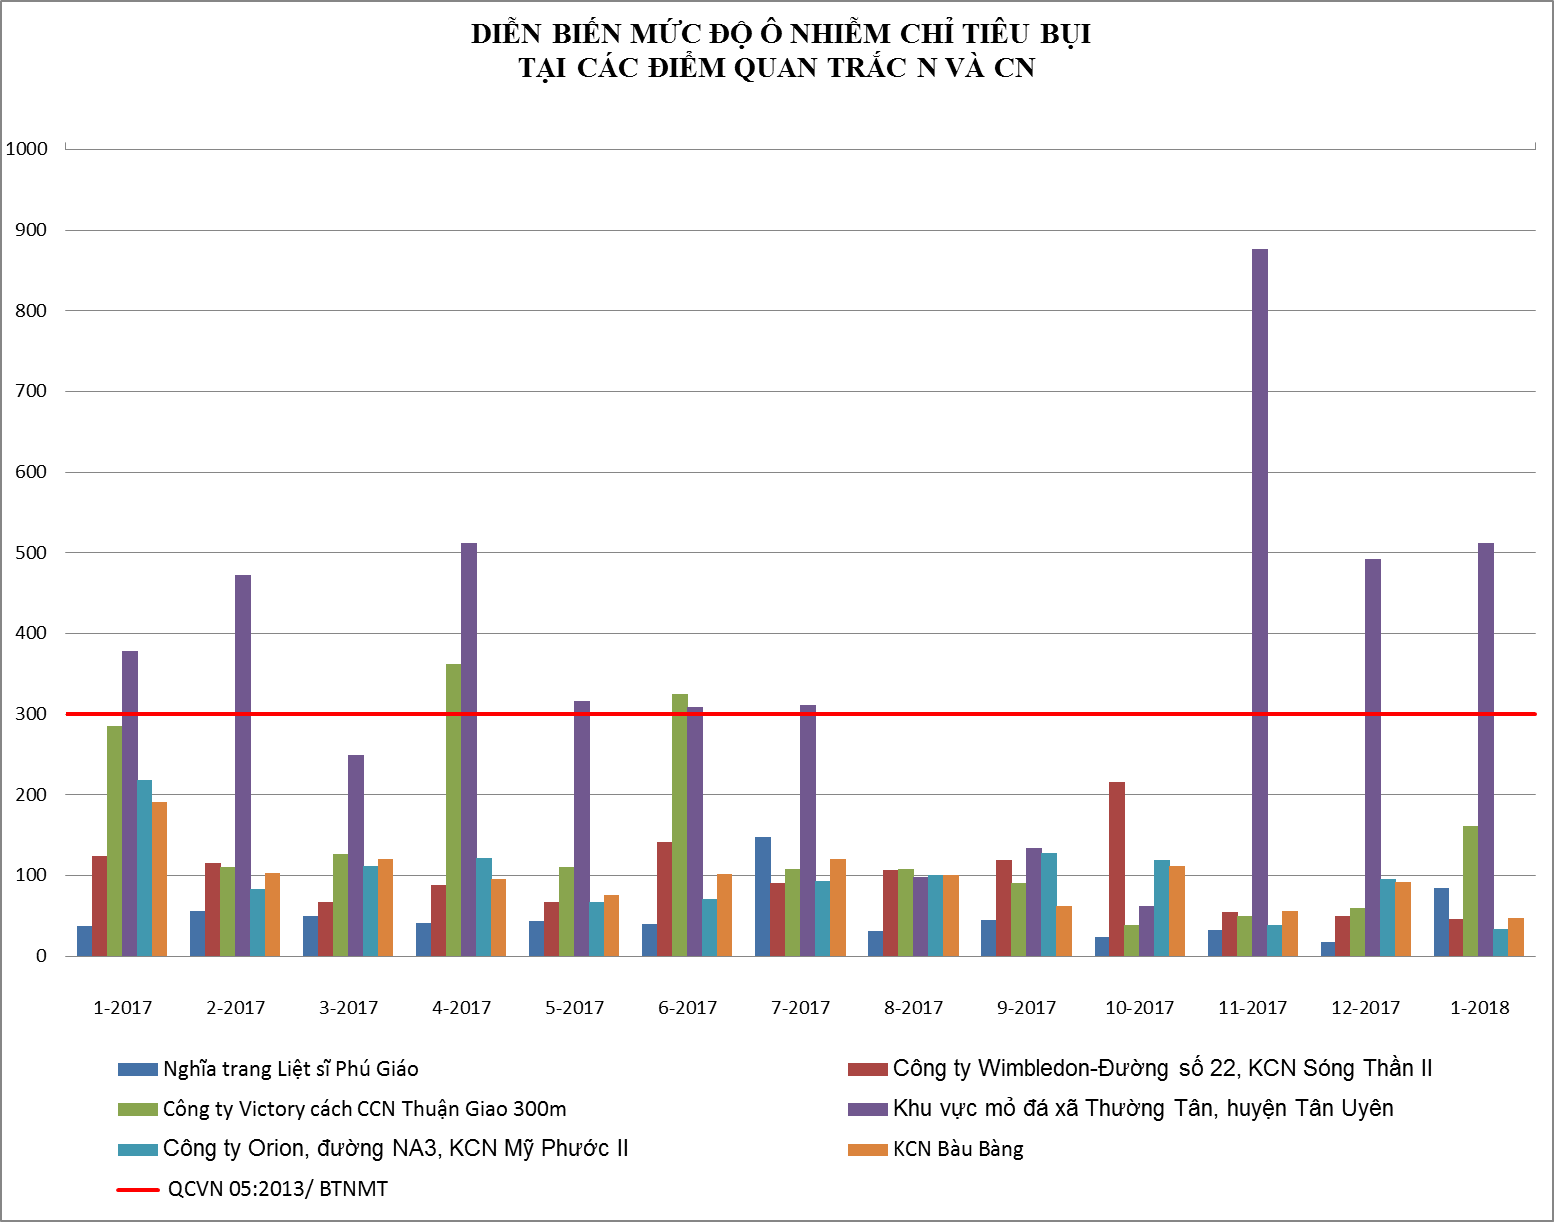 DIỄN BIẾN MỨC ĐỘ Ô NHIỄM CHỈ TIÊU BỤI
TẠI CÁC ĐIỂM QUAN TRẮC N VÀ CN
1000
900
800
700
600
500
400
300
200
100
0
1-2017 2-2017 3-2017 4-2017 5-2017 6-2017 7-2017 8-2017 9-2017 10-2017 11-2017 12-2017 1-2018
Nghĩa trang Liệt sĩ Phú Giáo
Công ty Wimbledon-Đường số 22, KCN Sóng Thần II
Công ty Victory cách CCN Thuận Giao 300m
Khu vực mỏ đá xã Thường Tân, huyện Tân Uyên
Công ty Orion, đường NA3, KCN Mỹ Phước II
KCN Bàu Bàng
QCVN 05:2013/ BTNMT